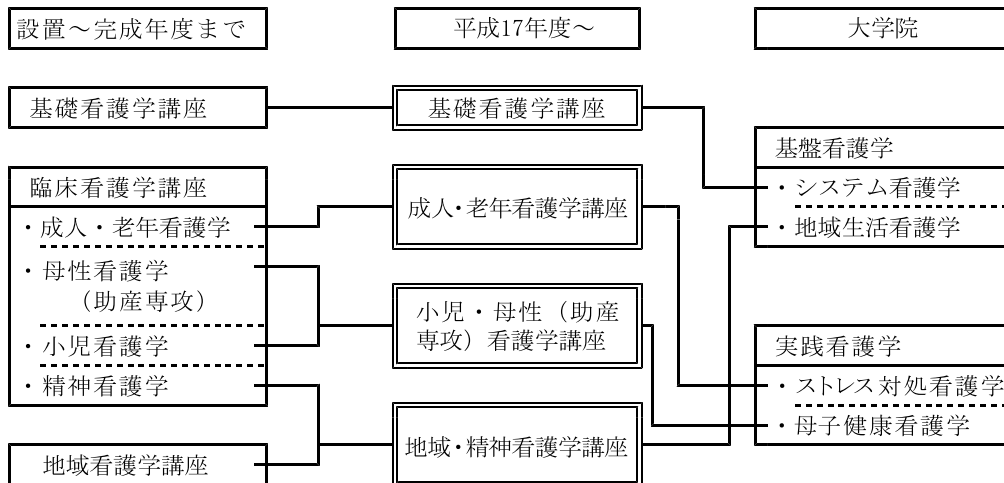 設置～完成年度まで
平成17年度～
大学院
基礎看護学講座
基礎看護学講座
基盤看護学
・システム看護学
・地域生活看護学
臨床看護学講座
・成人・老年看護学
・母性看護学
（助産専攻）
・小児看護学
・精神看護学
成人・老年看護学講座
小児・母性（助産
専攻）看護学講座
実践看護学
・ストレス対処看護学
・母子健康看護学
地域看護学講座
地域・精神看護学講座